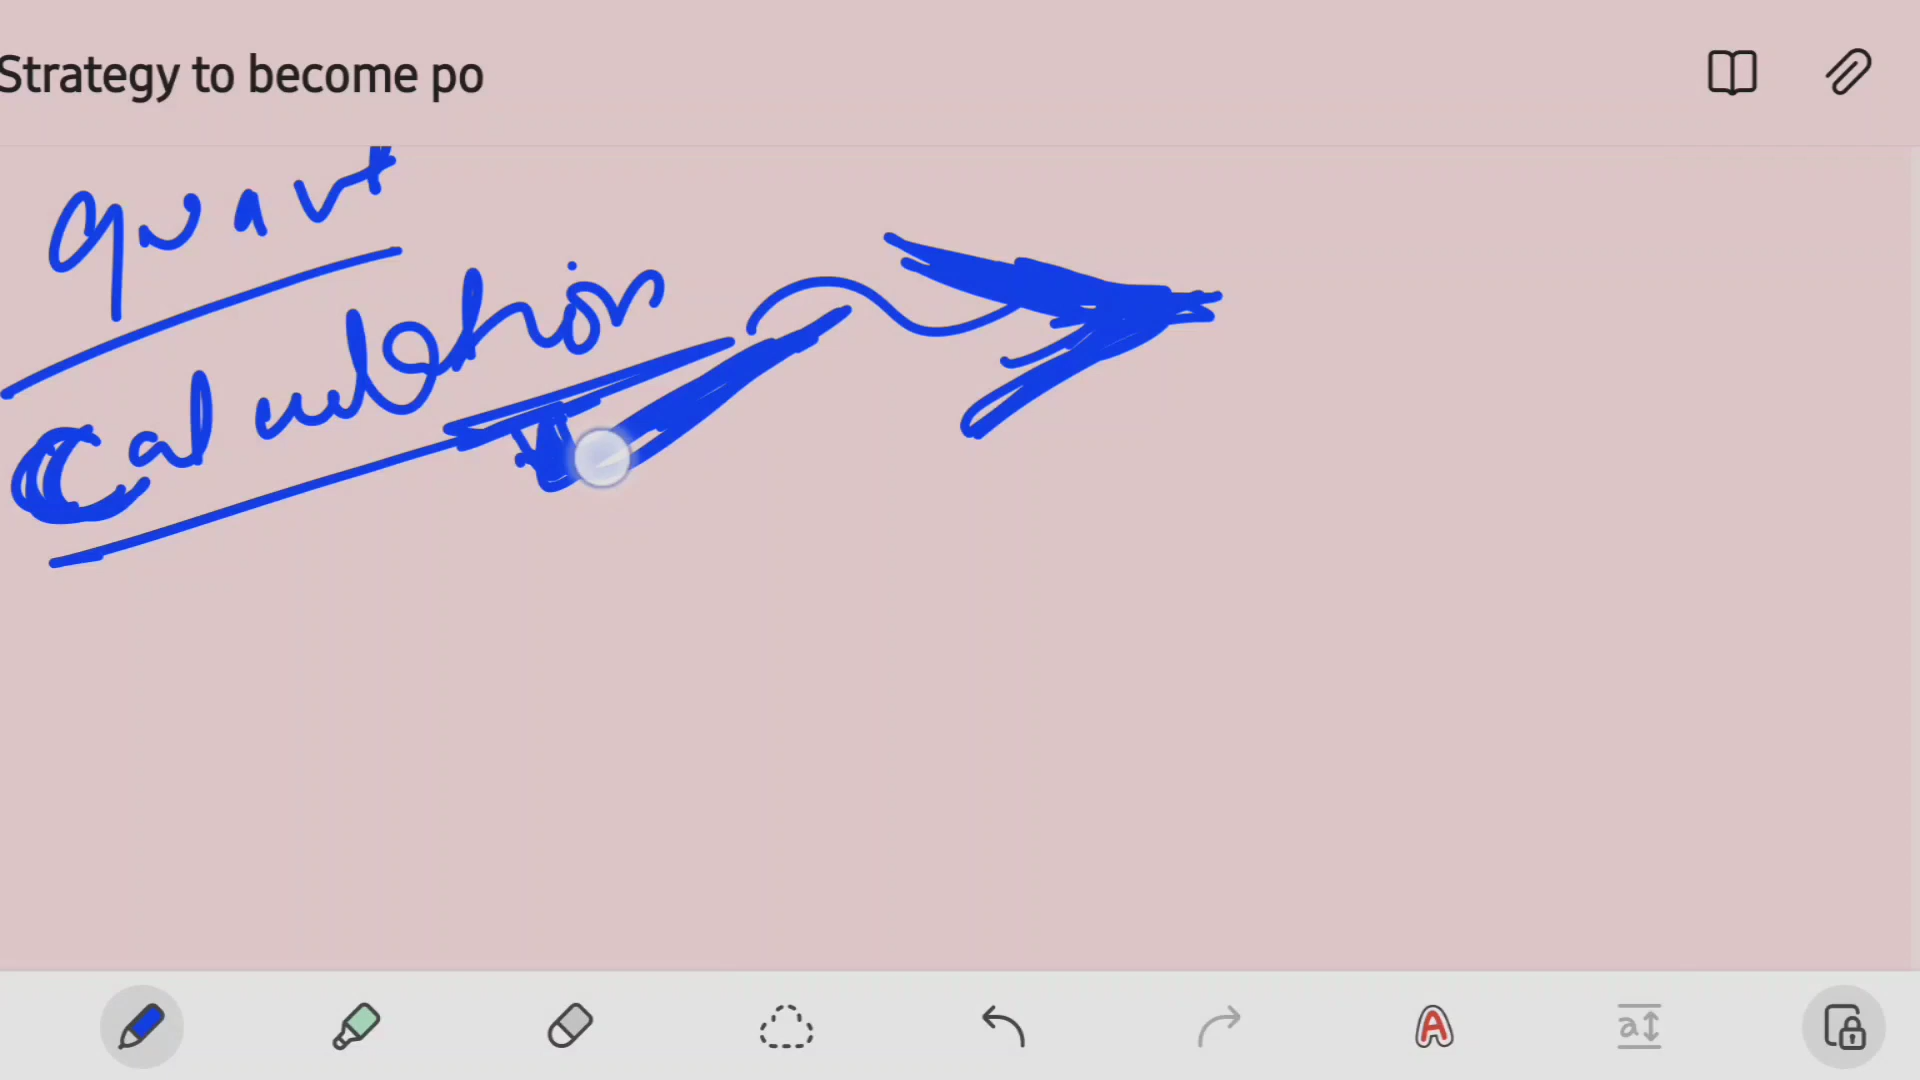 Strategy to become po
quant
Calculation